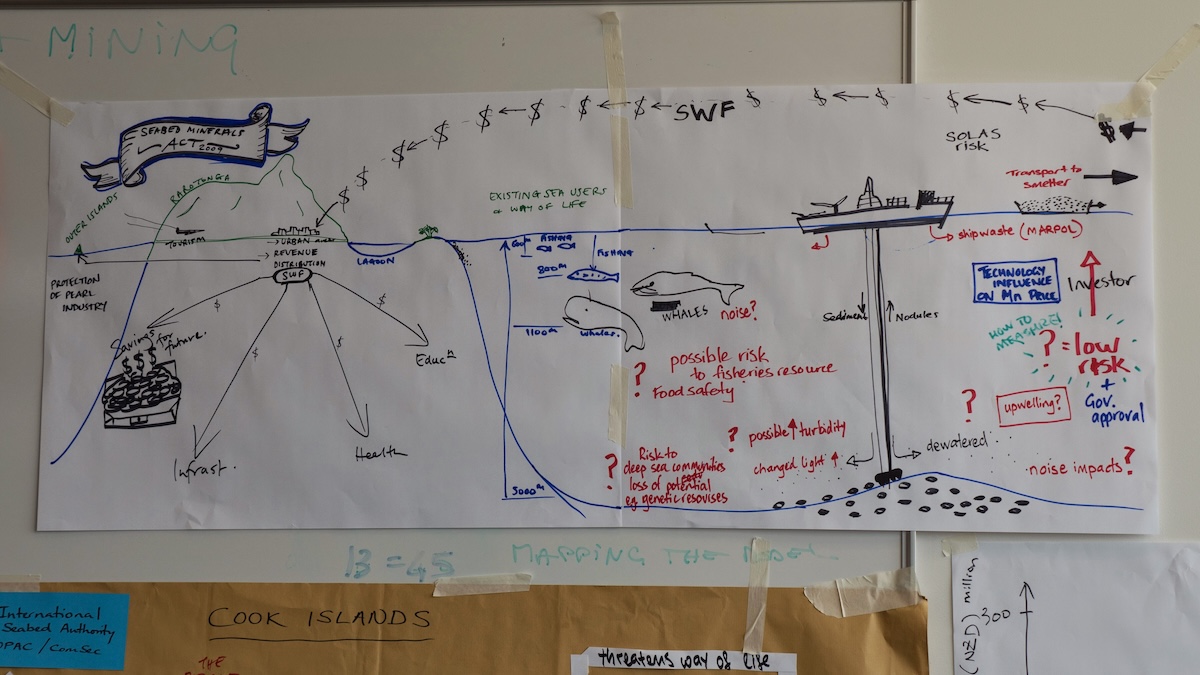 MINING
SEABED MINERALS
ACT 2009
$ $ $ $ $ $ $ SWF $ $ $ $ $ $
SOLAS
risk
RAROTONGA
OUTER ISLANDS
TOURISM
URBAN
REVENUE
DISTRIBUTION
SWF
PROTECTION
OF PEARL
INDUSTRY
LAGOON
$ $ $ $
Savings
for
future.
$ $ $
Infrast.
Health
Educn
EXISTING SEA USERS
& WAY OF LIFE
600m
FISHING
FISHING
800m
1100m
Whales.
5000m
WHALES noise?
? possible risk
to fisheries resource
Food safety
? Risk to
deep sea communities
loss of potential
eg genetic resourises
? possible turbidity
changed light
Sediment
Nodules
dewatered
Transport to
smelter
shipwaste (MARPOL)
TECHNOLOGY
INFLUENCE
ON Mn PRICE
Investor
HOW TO
MEASURE?
? = low
risk
+
Gov.
approval
? upwelling?
noise impacts?
13 = 45 MAPPING THE MODEL
International
Seabed Authority
OPAC / ComSec
COOK ISLANDS
THE
threatens way of life
(NZD) million
300